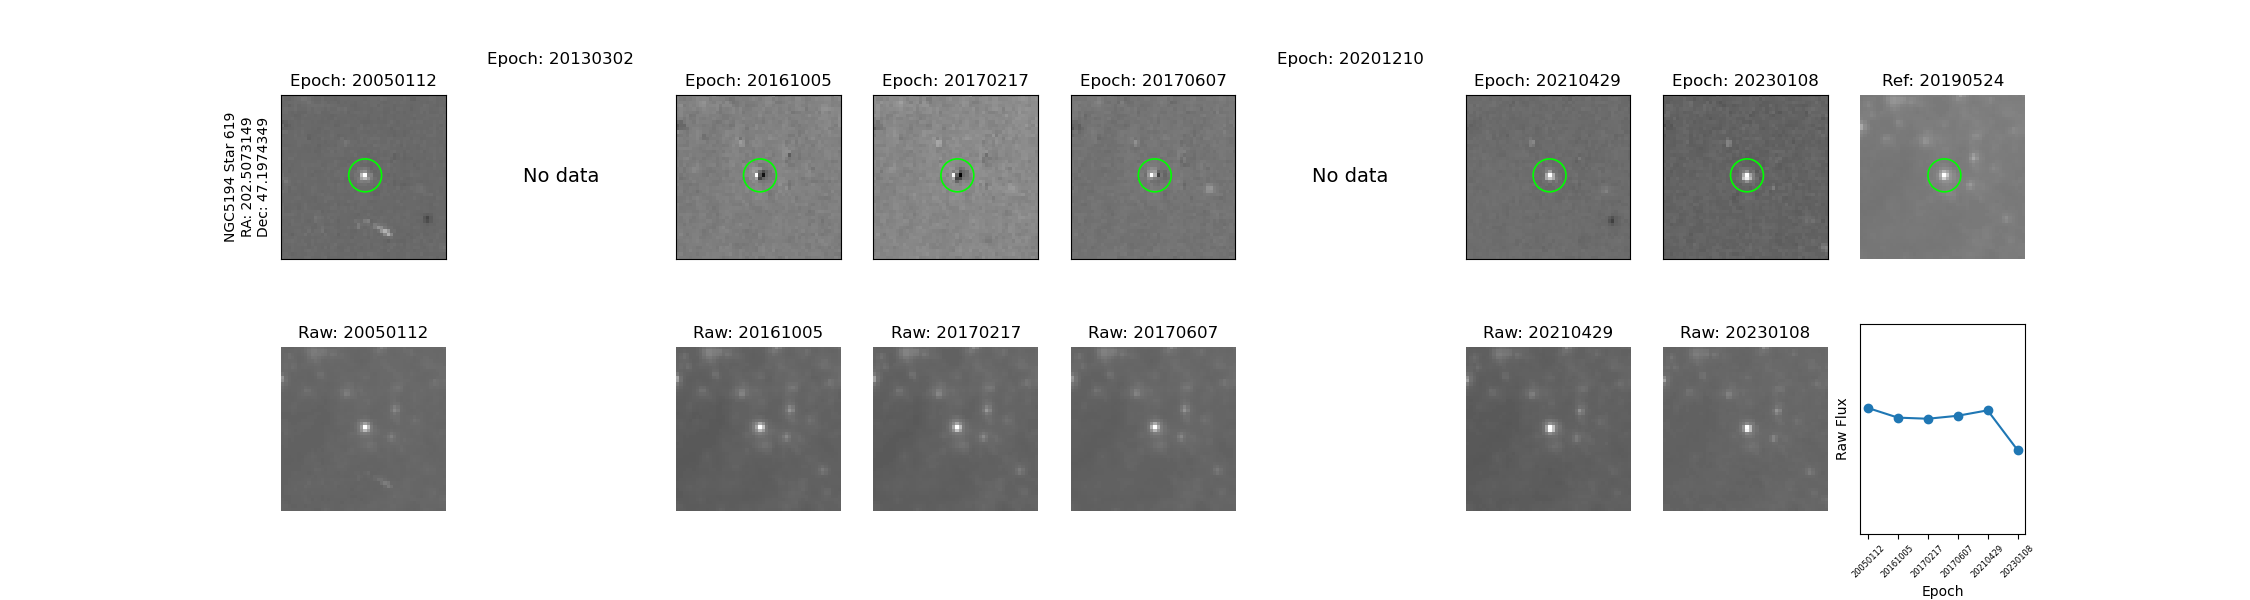 Epoch: 20130302
Epoch: 20201210
Epoch: 20050112
Epoch: 20161005
Epoch: 20170217
Epoch: 20170607
Epoch: 20210429
Epoch: 20230108
Ref: 20190524
NGC5194 Star 619
RA: 202.5073149
Dec: 47.1974349
No data
No data
Raw: 20050112
Raw: 20161005
Raw: 20170217
Raw: 20170607
Raw: 20210429
Raw: 20230108
Raw Flux
20050112
20161005
20170217
20170607
20210429
20230108
Epoch